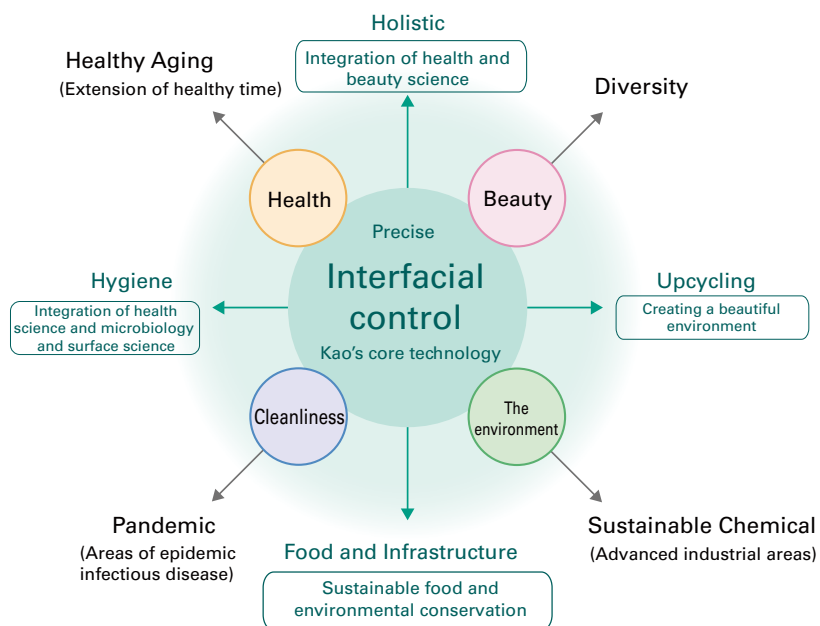 Holistic
Integration of health and
beauty science
Healthy Aging
(Extension of healthy time)
Diversity
Health
Beauty
Precise
Interfacial
control
Kao's core technology
Hygiene
Integration of health
science and microbiology
and surface science
Upcycling
Creating a beautiful
environment
Cleanliness
The
environment
Pandemic
(Areas of epidemic
infectious disease)
Food and Infrastructure
Sustainable food and
environmental conservation
Sustainable Chemical
(Advanced industrial areas)